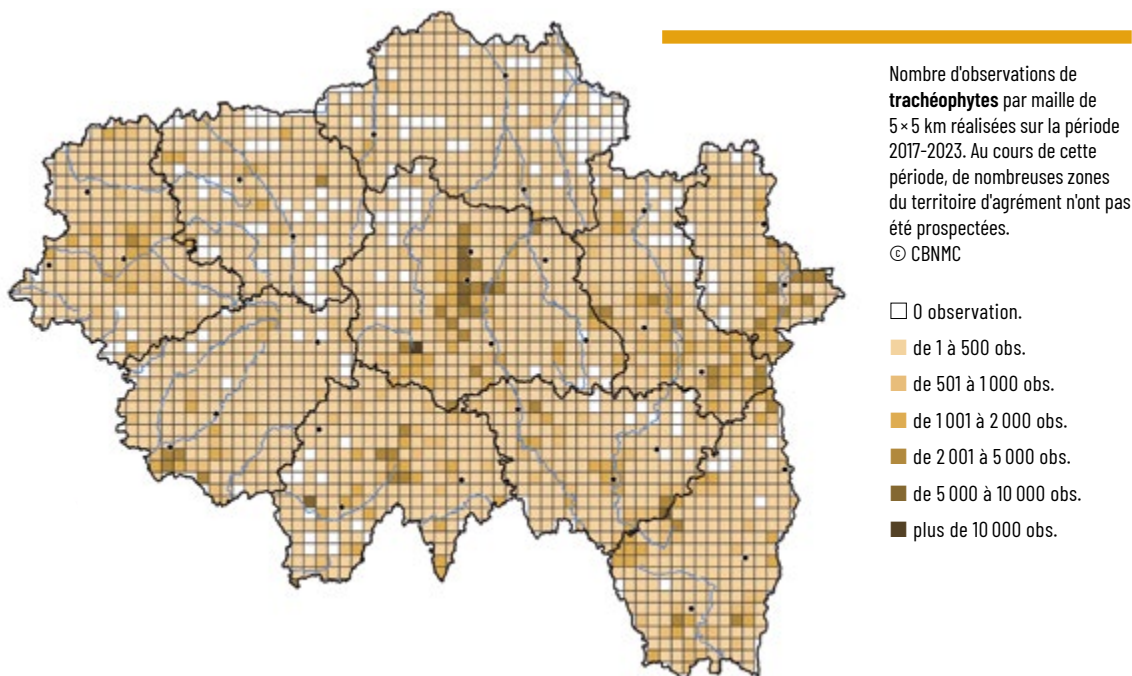 Nombre d'observations de
trachéophytes par maille de
5×5 km réalisées sur la période
2017-2023. Au cours de cette
période, de nombreuses zones
du territoire d'agrément n'ont pas
été prospectées.
© CBNMC
0 observation.
de 1 à 500 obs.
de 501 à 1 000 obs.
de 1 001 à 2 000 obs.
de 2 001 à 5 000 obs.
de 5 000 à 10 000 obs.
plus de 10 000 obs.